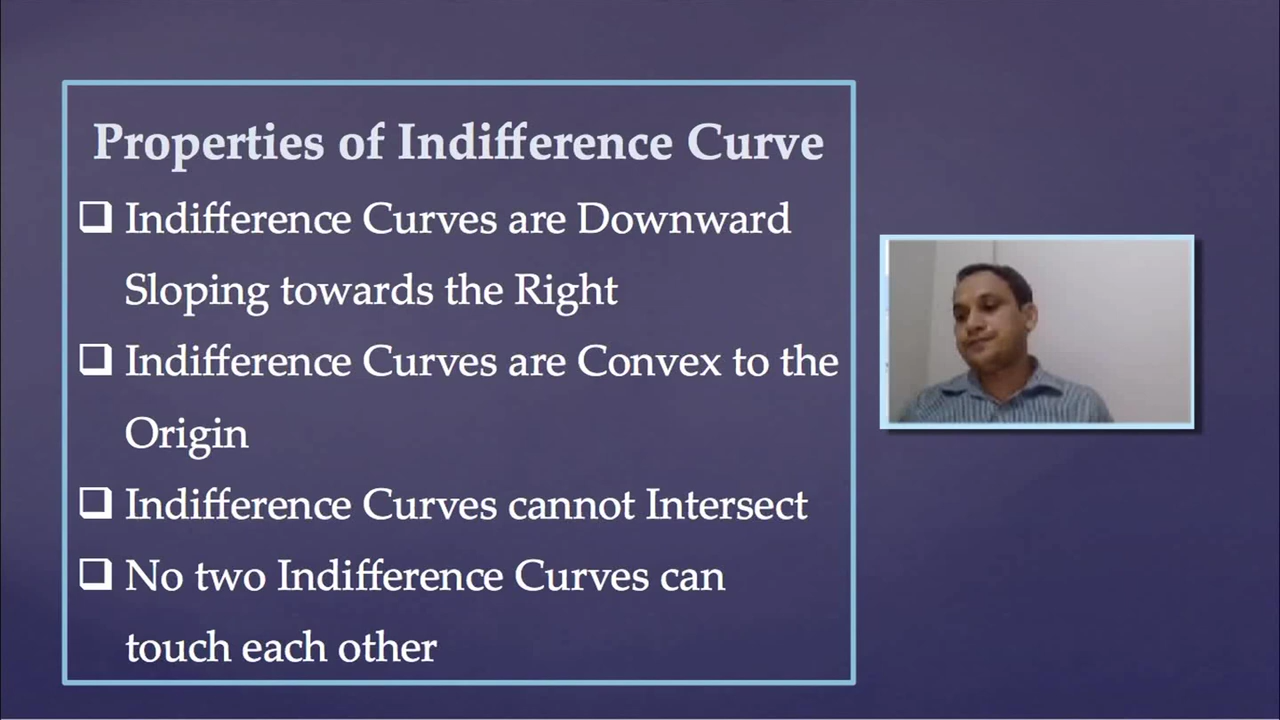 Properties of Indifference Curve
Indifference Curves are Downward
Sloping towards the Right
Indifference Curves are Convex to the
Origin
Indifference Curves cannot Intersect
No two Indifference Curves can
touch each other